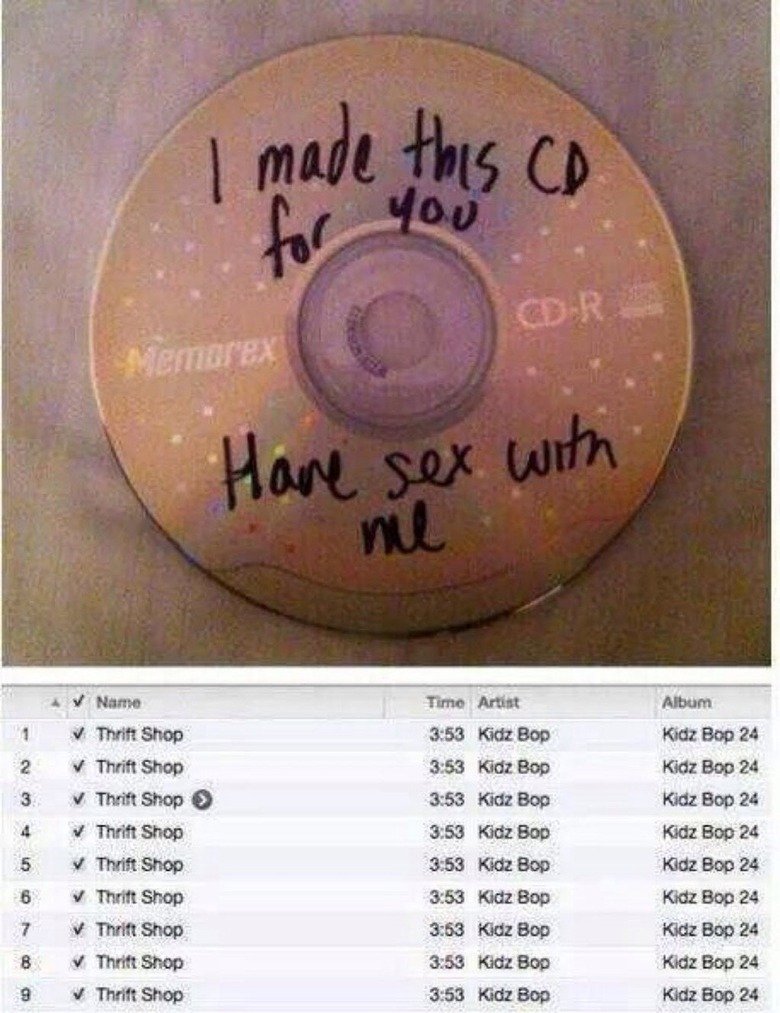 I made this CD
for you
Memorex
CD-R
Have sex with
me
✓ Name Time Artist Album
1 ✓ Thrift Shop 3:53 Kidz Bop Kidz Bop 24
2 ✓ Thrift Shop 3:53 Kidz Bop Kidz Bop 24
3 ✓ Thrift Shop 3:53 Kidz Bop Kidz Bop 24
4 ✓ Thrift Shop 3:53 Kidz Bop Kidz Bop 24
5 ✓ Thrift Shop 3:53 Kidz Bop Kidz Bop 24
6 ✓ Thrift Shop 3:53 Kidz Bop Kidz Bop 24
7 ✓ Thrift Shop 3:53 Kidz Bop Kidz Bop 24
8 ✓ Thrift Shop 3:53 Kidz Bop Kidz Bop 24
9 ✓ Thrift Shop 3:53 Kidz Bop Kidz Bop 24